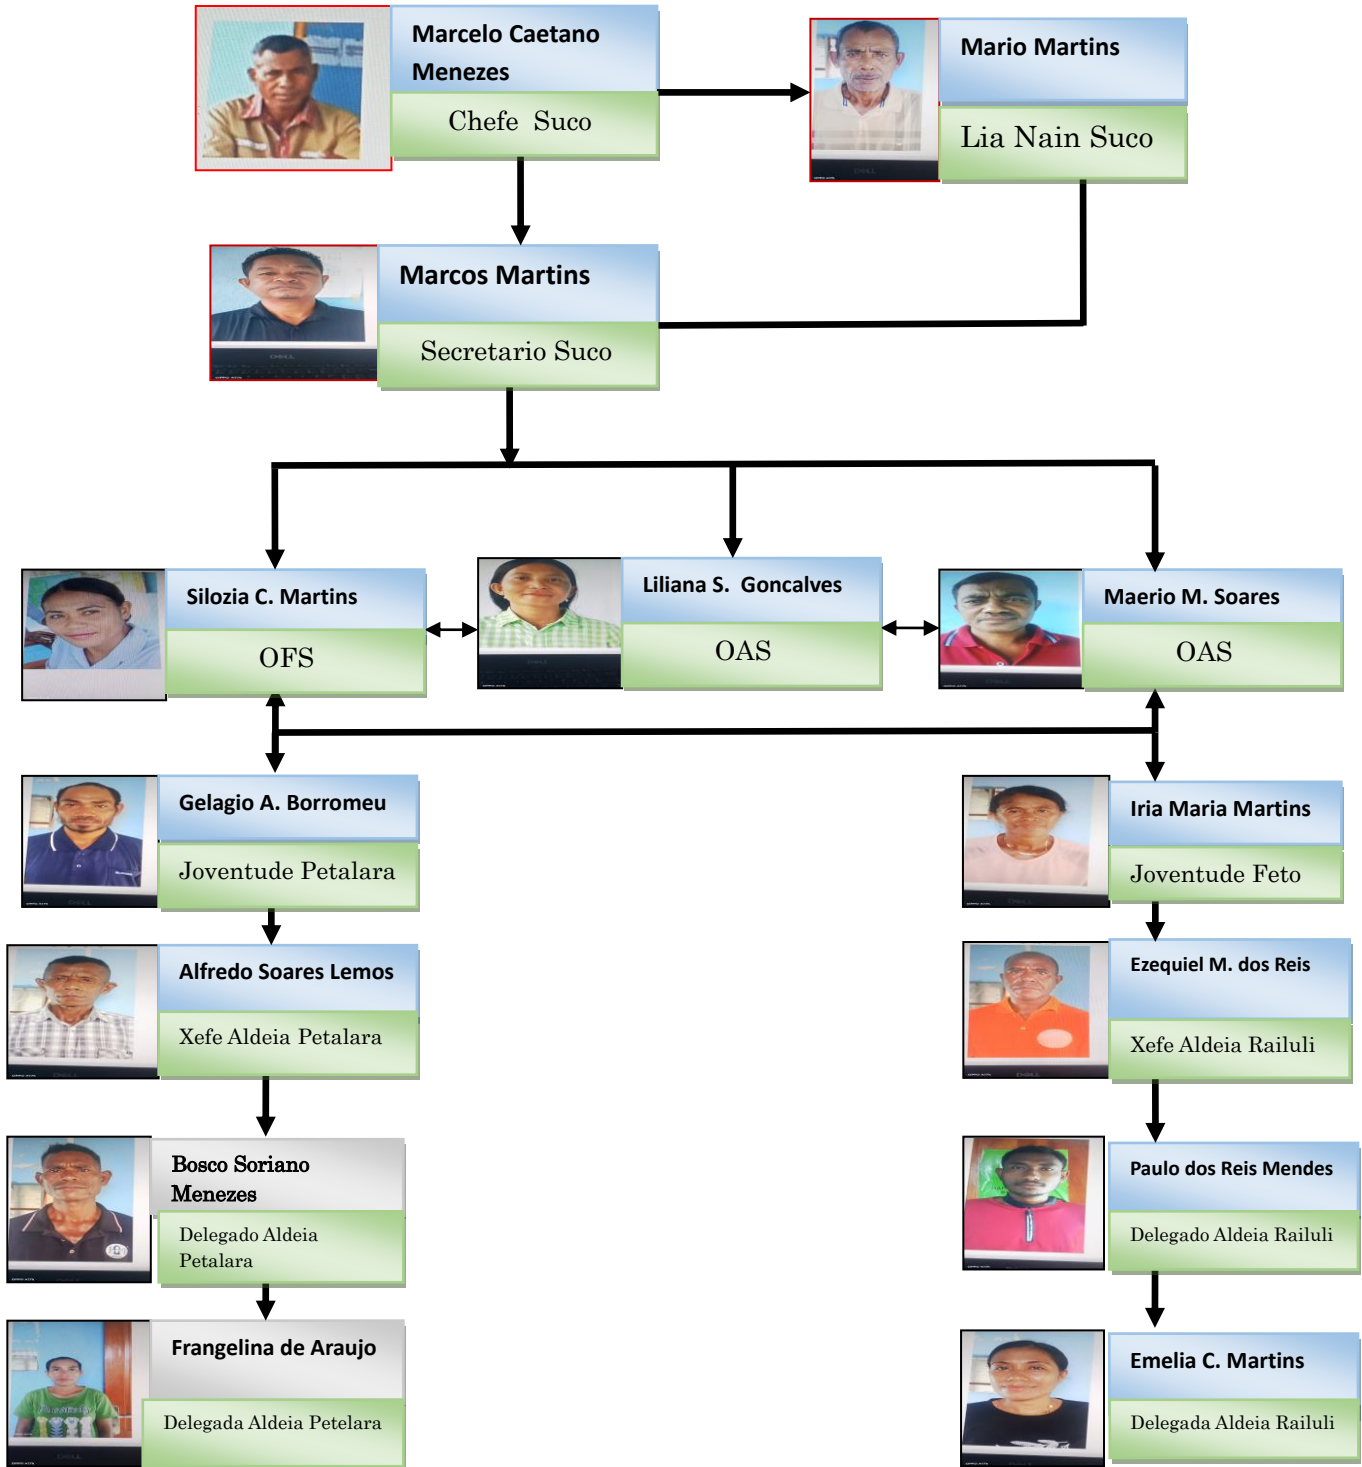 Marcelo Caetano
Menezes
Chefe Suco
Mario Martins
Lia Nain Suco
Marcos Martins
Secretario Suco
Silozia C. Martins
OFS
Liliana S. Goncalves
OAS
Maerio M. Soares
OAS
Gelagio A. Borromeu
Joventude Petalara
Iria Maria Martins
Joventude Feto
Alfredo Soares Lemos
Xefe Aldeia Petalara
Ezequiel M. dos Reis
Xefe Aldeia Railuli
Bosco Soriano
Menezes
Delegado Aldeia
Petalara
Paulo dos Reis Mendes
Delegado Aldeia Railuli
Frangelina de Araujo
Delegada Aldeia Petelara
Emelia C. Martins
Delegada Aldeia Railuli